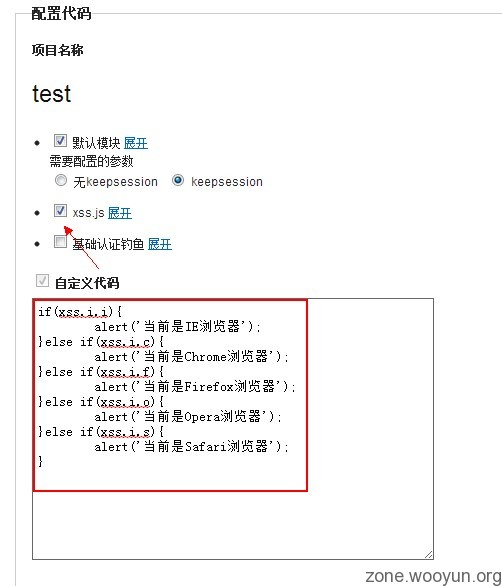 配置代码
项目名称
test
默认模块 展开
需要配置的参数
无keepsession keepsession
xss.js 展开
基础认证钓鱼 展开
自定义代码
if(xss.i.i){
alert('当前是IE浏览器');
}else if(xss.i.c){
alert('当前是Chrome浏览器');
}else if(xss.i.f){
alert('当前是Firefox浏览器');
}else if(xss.i.o){
alert('当前是Opera浏览器');
}else if(xss.i.s){
alert('当前是Safari浏览器');
}
zone.wooyun.org